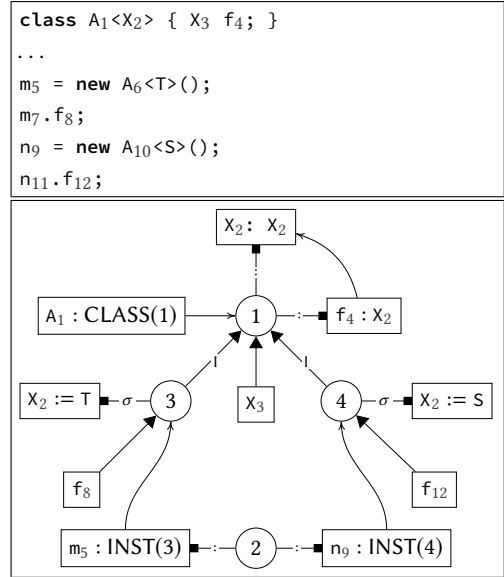 class A₁<X₂> { X₃ f₄; }
...
m₅ = new A₆<T>();
m₇.f₈;
n₉ = new A₁₀<S>();
n₁₁.f₁₂;
X₂: X₂
:
A₁ : CLASS(1) 1 : f₄ : X₂
I I
X₂ := T σ 3 X₃ 4 σ X₂ := S
f₈ f₁₂
m₅ : INST(3) : 2 : n₉ : INST(4)